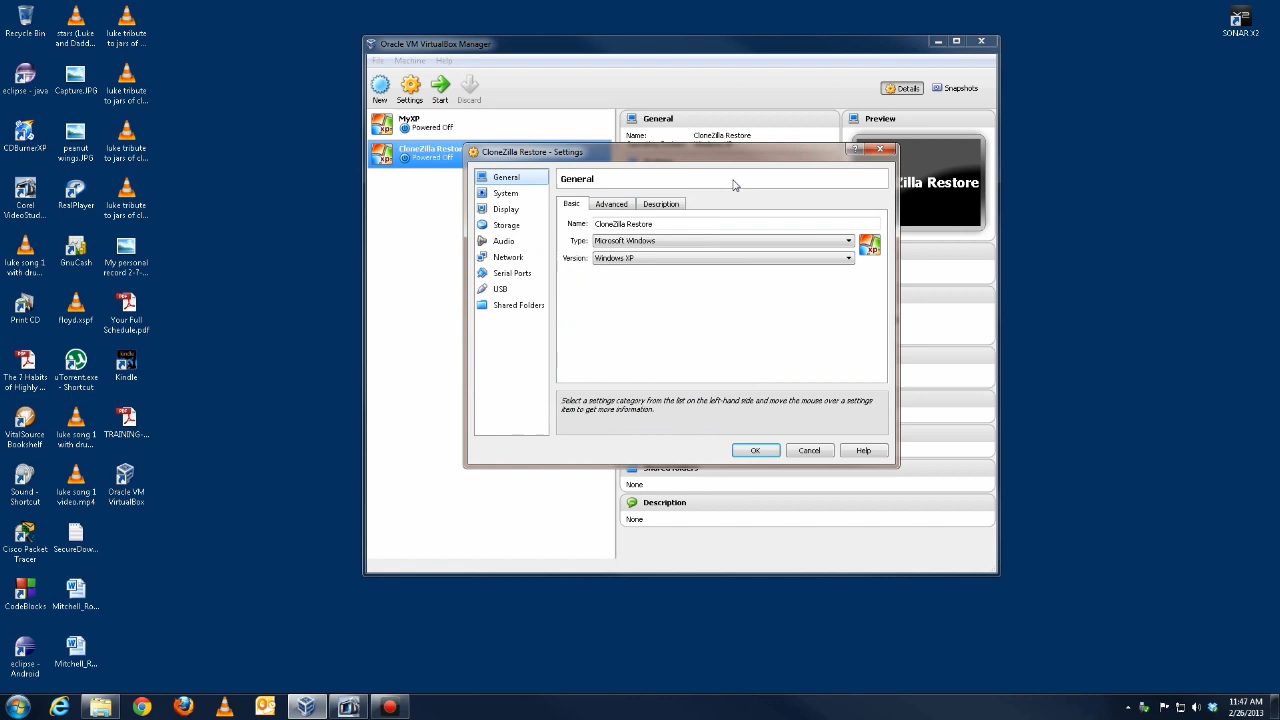 Recycle Bin
stars (Luke
and Dadd...
luke tribute
to jars of ...
SONAR X2
eclipse - java
Capture.JPG
luke tribute
to jars of cl...
CDBurnerXP
peanut
wings.JPG
luke tribute
to jars of cl...
Corel
VideoStud...
RealPlayer
luke tribute
to jars of cl...
luke song 1
with dru...
GnuCash
My personal
record 2-7-...
Print CD
floyd.xspf
Your Full
Schedule.pdf
The 7 Habits
of Highly ...
uTorrent.exe
- Shortcut
Kindle
VitalSource
Bookshelf
luke song 1
with dru...
TRAINING-...
Sound -
Shortcut
luke song 1
video.mp4
Oracle VM
VirtualBox
Cisco Packet
Tracer
SecureDow...
CodeBlocks
Mitchell_Ro...
eclipse -
Android
Mitchell_R...
Oracle VM VirtualBox Manager
File Machine Help
New Settings Start Discard
Details Snapshots
MyXP
Powered Off
CloneZilla Restor
Powered Off
General
Name: CloneZilla Restore
Preview
zilla Restore
CloneZilla Restore - Settings
General
System
Display
Storage
Audio
Network
Serial Ports
USB
Shared Folders
General
Basic Advanced Description
Name: CloneZilla Restore
Type: Microsoft Windows
Version: Windows XP
Select a settings category from the list on the left-hand side and move the mouse over a settings
item to get more information.
OK Cancel Help
Shared folders
None
Description
None
11:47 AM
2/26/2013